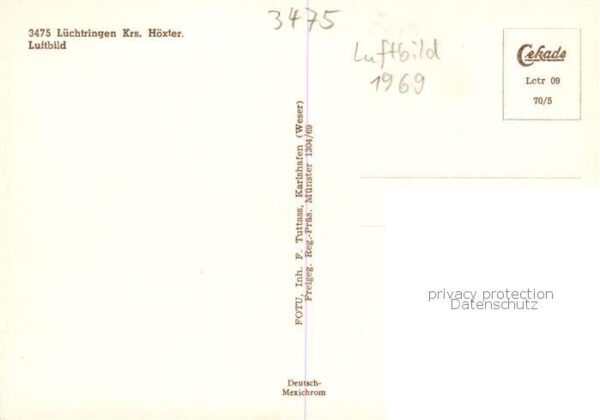 3475
3475 Lüchtringen Krs. Höxter.
Luftbild
Luftbild
1969
Cekade
Lctr 09
70/5
FOTU, Inh. F. Tuttass, Karlshafen (Weser)
Freigeg. Reg.-Präs. Münster 1304/69
privacy protection
Datenschutz
Deutsch-
Mexichrom